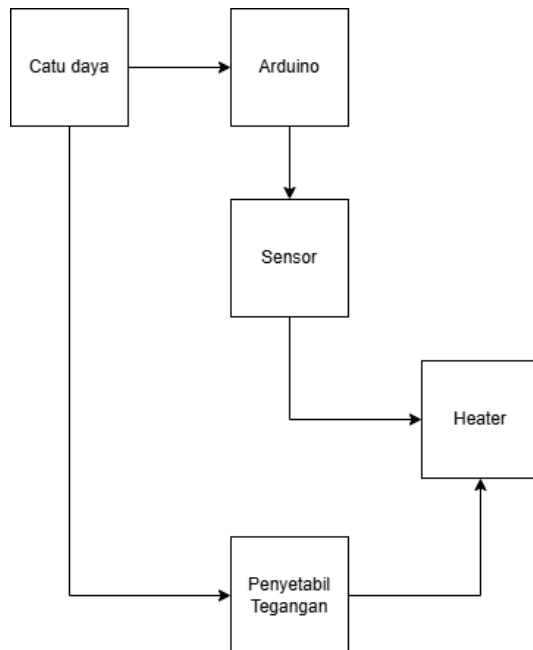 Catu daya
Arduino
Sensor
Heater
Penyetabil
Tegangan